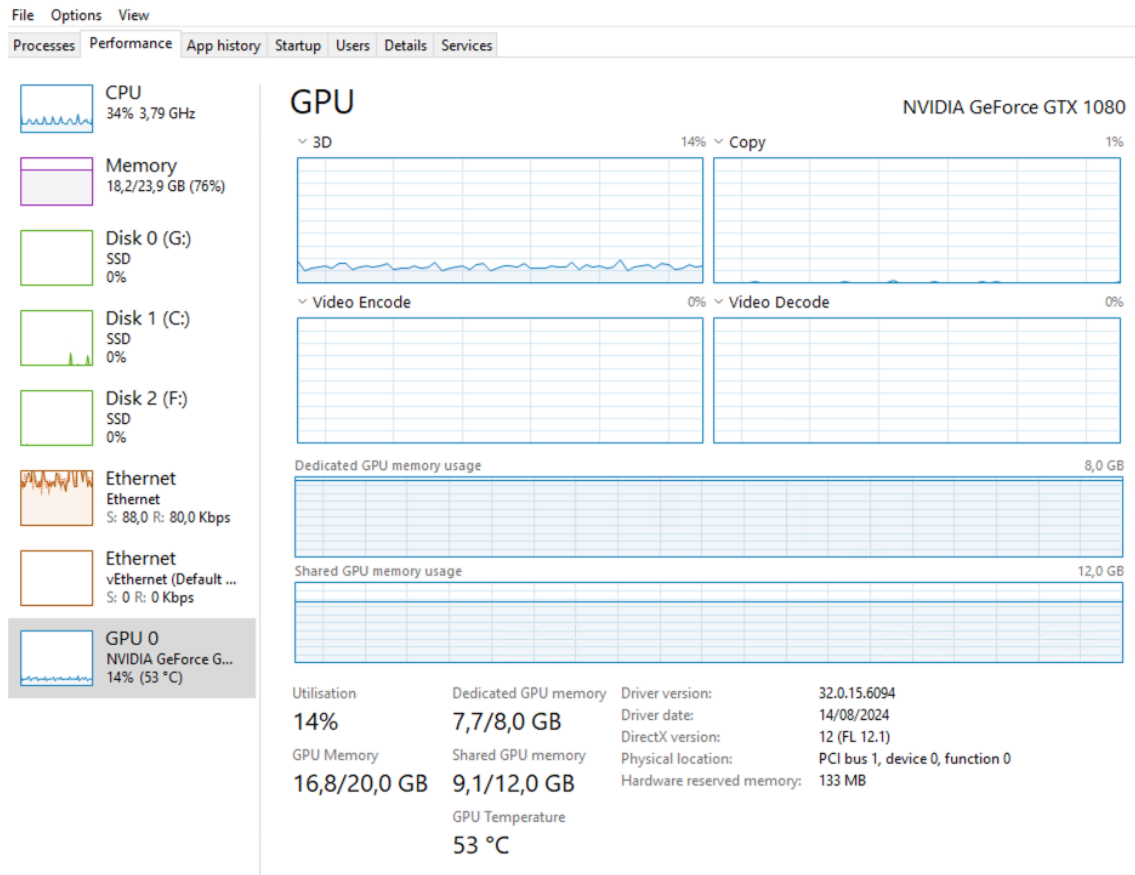 File Options View
Processes Performance App history Startup Users Details Services
CPU
34% 3,79 GHz
Memory
18,2/23,9 GB (76%)
Disk 0 (G:)
SSD
0%
Disk 1 (C:)
SSD
0%
Disk 2 (F:)
SSD
0%
Ethernet
Ethernet
S: 88,0 R: 80,0 Kbps
Ethernet
vEthernet (Default ...
S: 0 R: 0 Kbps
GPU 0
NVIDIA GeForce G...
14% (53 °C)
GPU NVIDIA GeForce GTX 1080
3D 14% Copy 1%
Video Encode 0% Video Decode 0%
Dedicated GPU memory usage 8,0 GB
Shared GPU memory usage 12,0 GB
Utilisation
14%
GPU Memory
16,8/20,0 GB
Dedicated GPU memory
7,7/8,0 GB
Shared GPU memory
9,1/12,0 GB
GPU Temperature
53 °C
Driver version: 32.0.15.6094
Driver date: 14/08/2024
DirectX version: 12 (FL 12.1)
Physical location: PCI bus 1, device 0, function 0
Hardware reserved memory: 133 MB